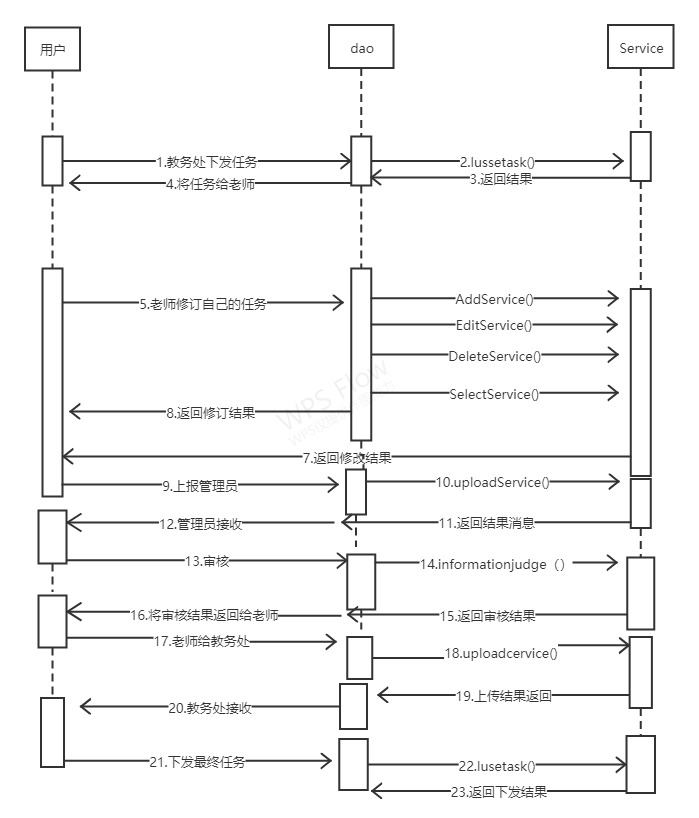 用户
dao
Service
1.教务处下发任务
2.lussetask()
3.返回结果
4.将任务给老师
5.老师修订自己的任务
AddService()
EditService()
DeleteService()
SelectService()
8.返回修订结果
7.返回修改结果
9.上报管理员
10.uploadService()
11.返回结果消息
12.管理员接收
13.审核
14.informationjudge（）
15.返回审核结果
16.将审核结果返回给老师
17.老师给教务处
18.uploadcervice()
19.上传结果返回
20.教务处接收
21.下发最终任务
22.lusetask()
23.返回下发结果
WPS Flow